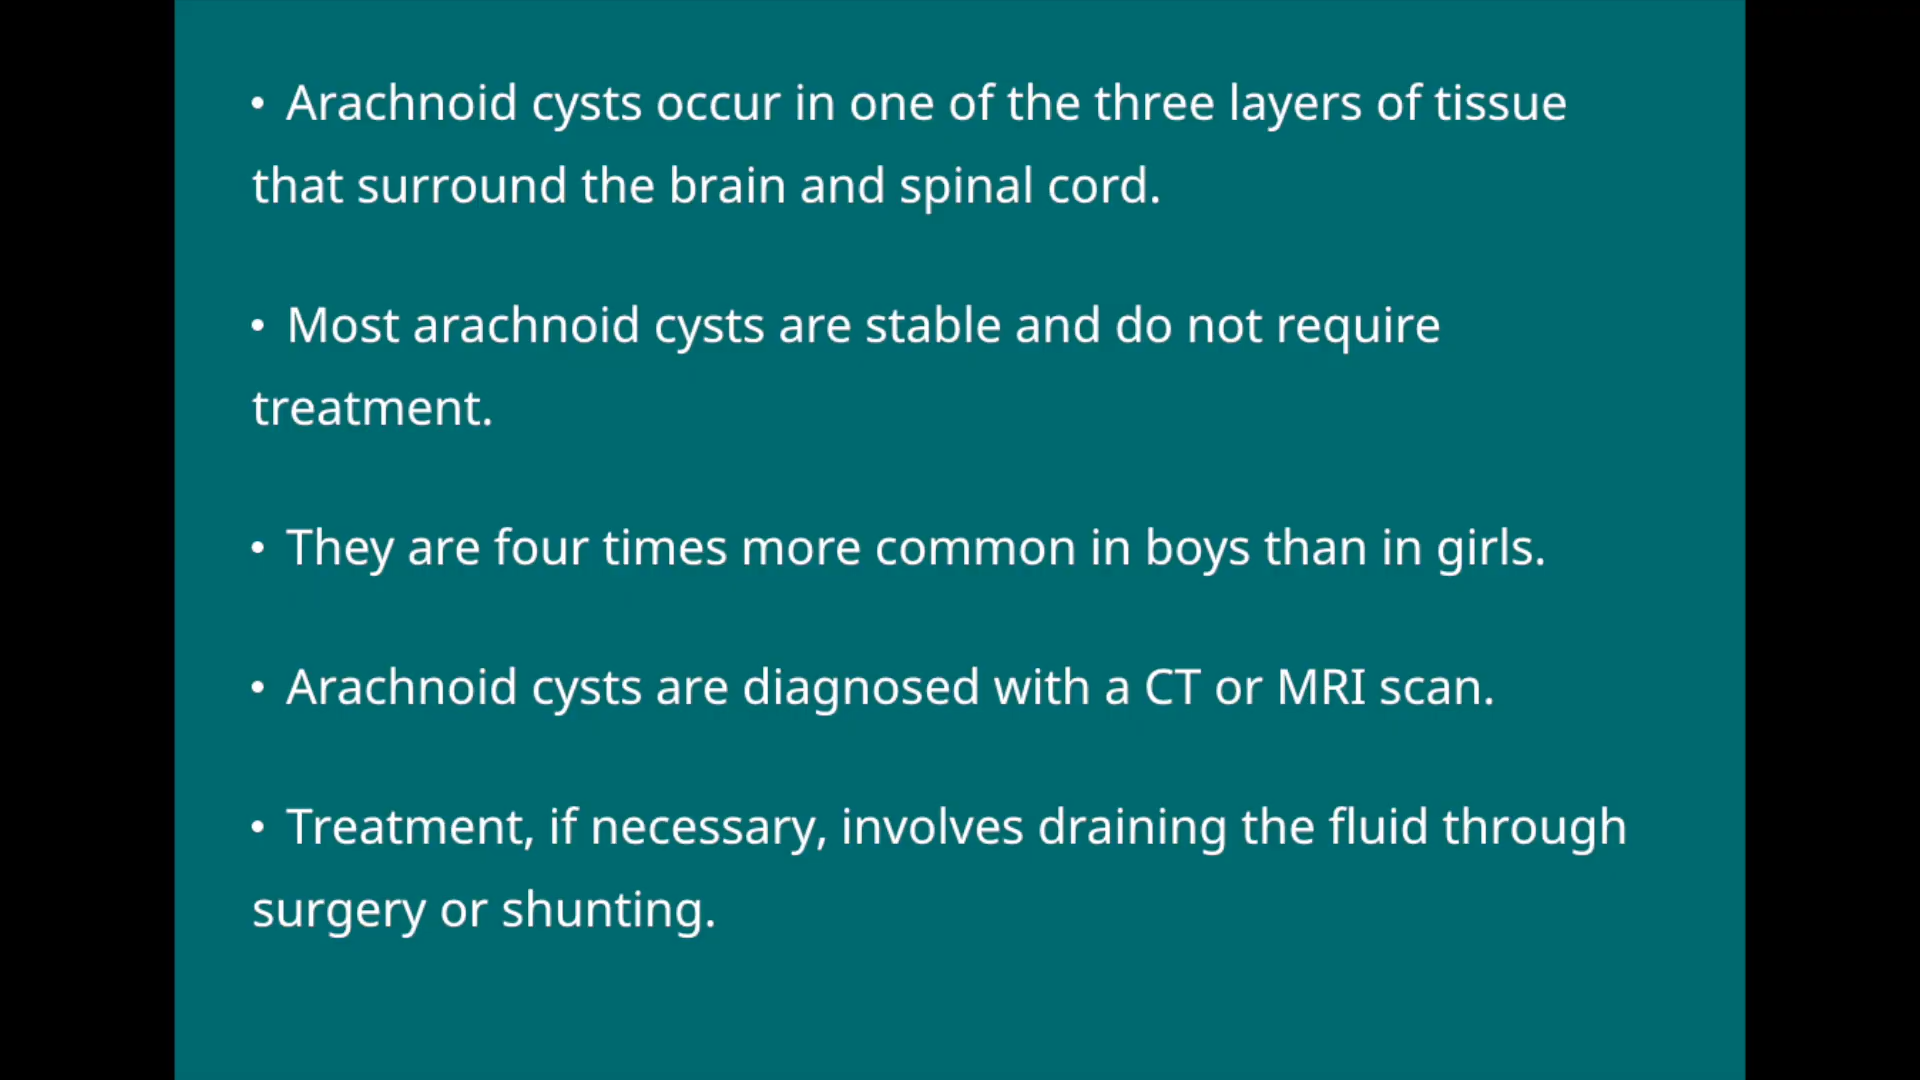 • Arachnoid cysts occur in one of the three layers of tissue
that surround the brain and spinal cord.
• Most arachnoid cysts are stable and do not require
treatment.
• They are four times more common in boys than in girls.
• Arachnoid cysts are diagnosed with a CT or MRI scan.
• Treatment, if necessary, involves draining the fluid through
surgery or shunting.